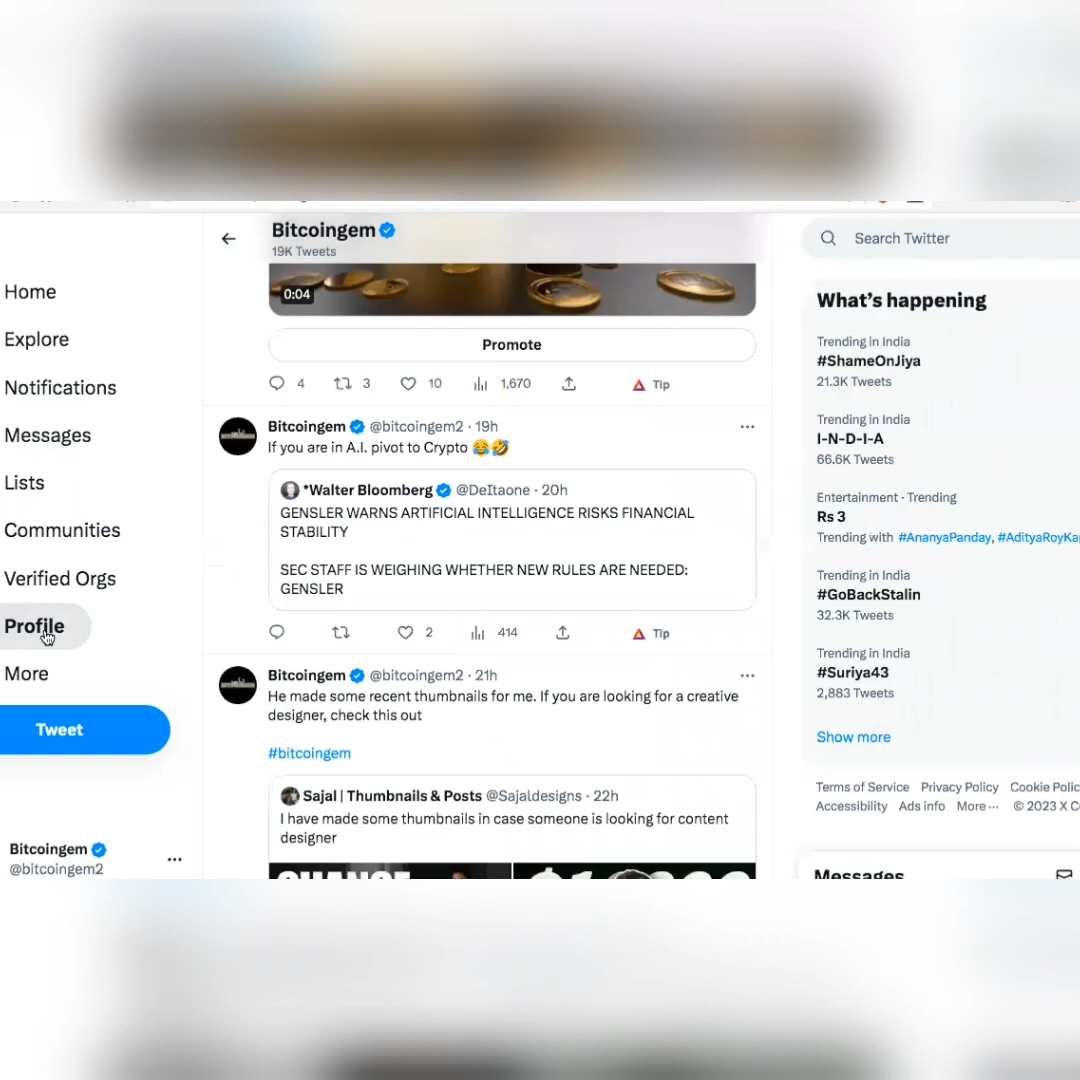 Bitcoingem
19K Tweets
Search Twitter
Home
Explore
Notifications
Messages
Lists
Communities
Verified Orgs
Profile
More
Tweet
Bitcoingem
@bitcoingem2
0:04
Promote
4 3 10 1,670 Tip
Bitcoingem @bitcoingem2 · 19h
If you are in A.I. pivot to Crypto 😂🤣
*Walter Bloomberg @DeItaone · 20h
GENSLER WARNS ARTIFICIAL INTELLIGENCE RISKS FINANCIAL
STABILITY
SEC STAFF IS WEIGHING WHETHER NEW RULES ARE NEEDED:
GENSLER
2 414 Tip
Bitcoingem @bitcoingem2 · 21h
He made some recent thumbnails for me. If you are looking for a creative
designer, check this out
#bitcoingem
Sajal | Thumbnails & Posts @Sajaldesigns · 22h
I have made some thumbnails in case someone is looking for content
designer
CHANGE
What's happening
Trending in India
#ShameOnJiya
21.3K Tweets
Trending in India
I-N-D-I-A
66.6K Tweets
Entertainment · Trending
Rs 3
Trending with #AnanyaPanday, #AdityaRoyKap
Trending in India
#GoBackStalin
32.3K Tweets
Trending in India
#Suriya43
2,883 Tweets
Show more
Terms of Service Privacy Policy Cookie Polic
Accessibility Ads info More ··· © 2023 X Co
Messages